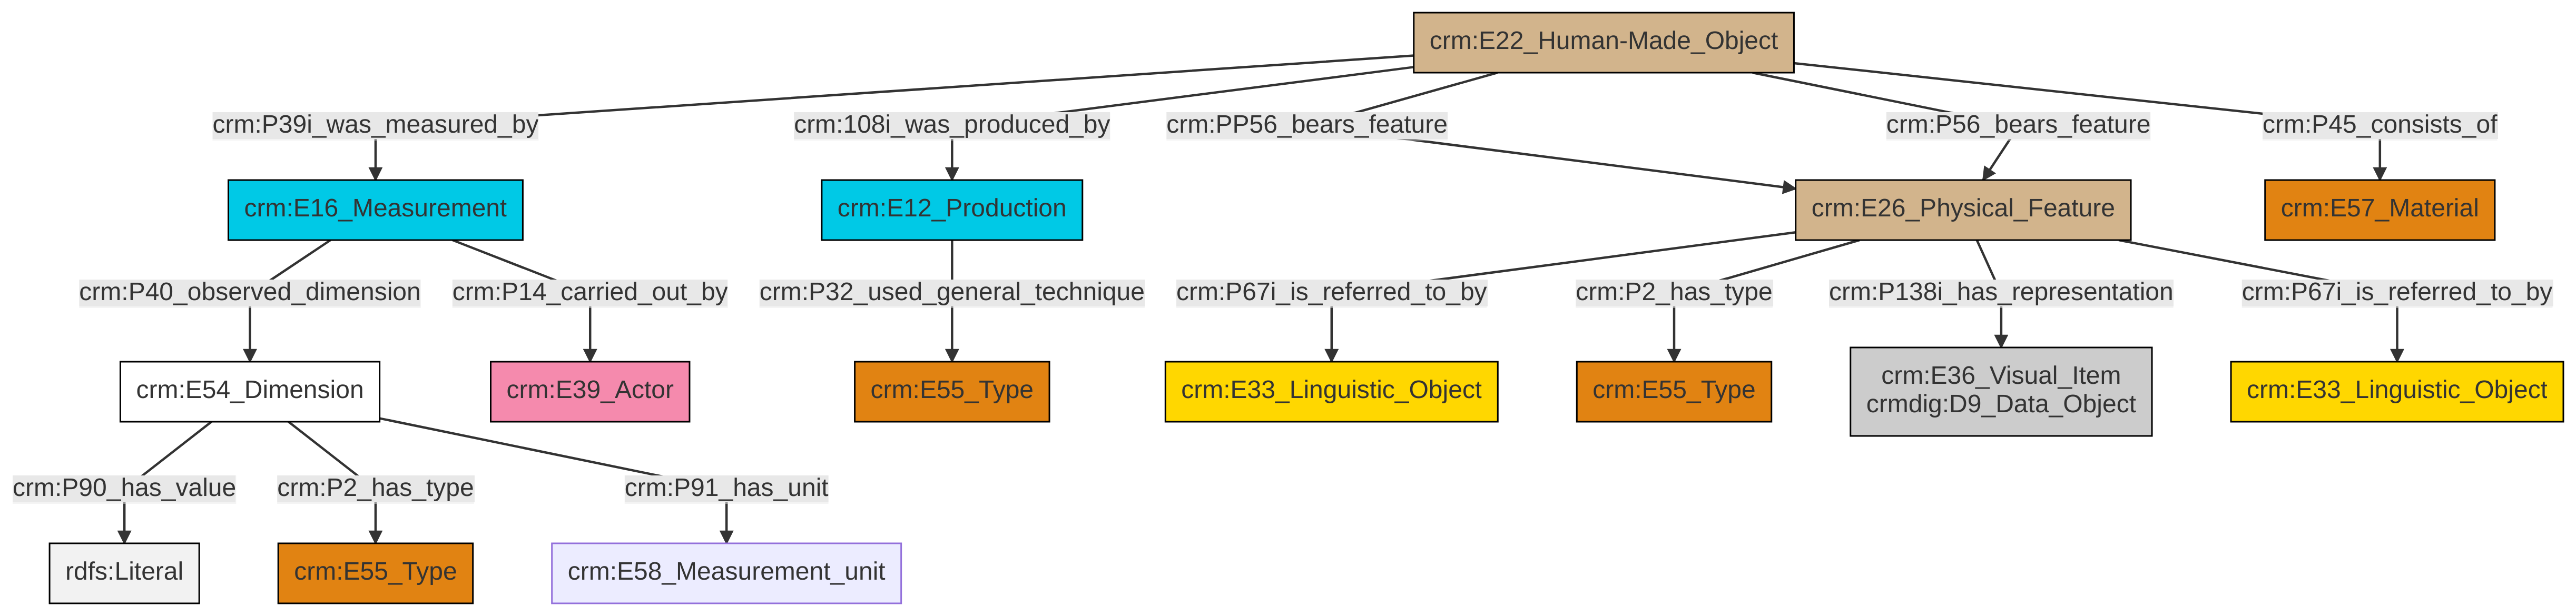 crm:E22_Human-Made_Object
crm:P39i_was_measured_by
crm:108i_was_produced_by
crm:PP56_bears_feature
crm:P56_bears_feature
crm:P45_consists_of
crm:E16_Measurement
crm:E12_Production
crm:E26_Physical_Feature
crm:E57_Material
crm:P40_observed_dimension
crm:P14_carried_out_by
crm:P32_used_general_technique
crm:P67i_is_referred_to_by
crm:P2_has_type
crm:P138i_has_representation
crm:P67i_is_referred_to_by
crm:E54_Dimension
crm:E39_Actor
crm:E55_Type
crm:E33_Linguistic_Object
crm:E55_Type
crm:E36_Visual_Item
crmdig:D9_Data_Object
crm:E33_Linguistic_Object
crm:P90_has_value
crm:P2_has_type
crm:P91_has_unit
rdfs:Literal
crm:E55_Type
crm:E58_Measurement_unit